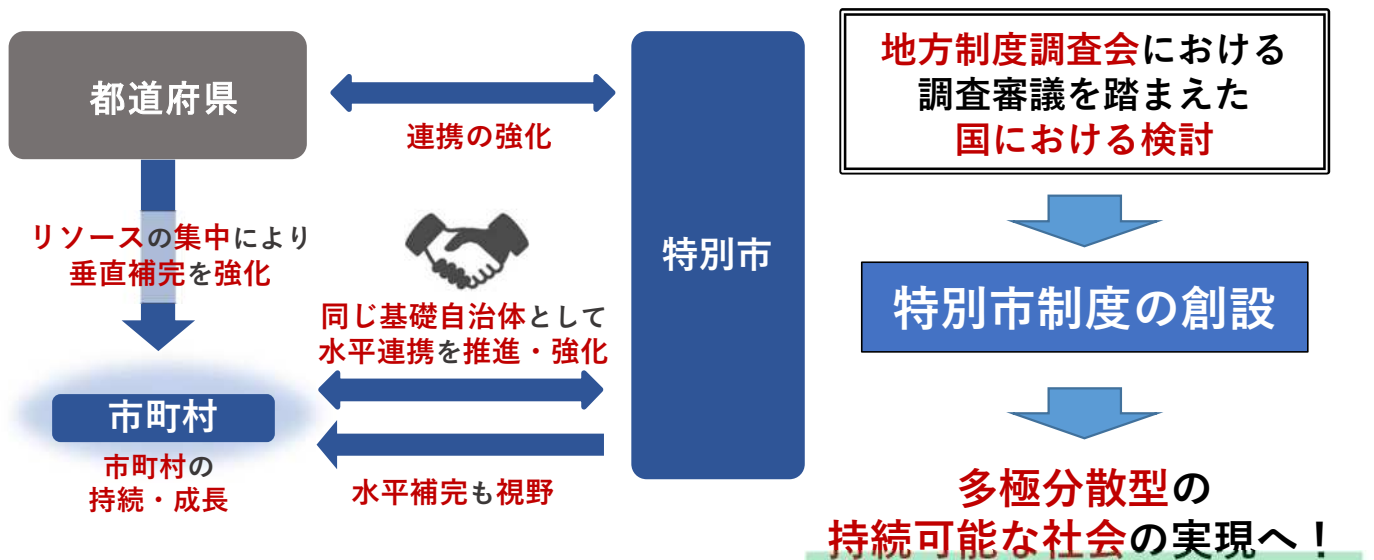 都道府県
連携の強化
リソースの集中により
垂直補完を強化
同じ基礎自治体として
水平連携を推進・強化
市町村
市町村の
持続・成長
水平補完も視野
特別市
地方制度調査会における
調査審議を踏まえた
国における検討
特別市制度の創設
多極分散型の
持続可能な社会の実現へ！